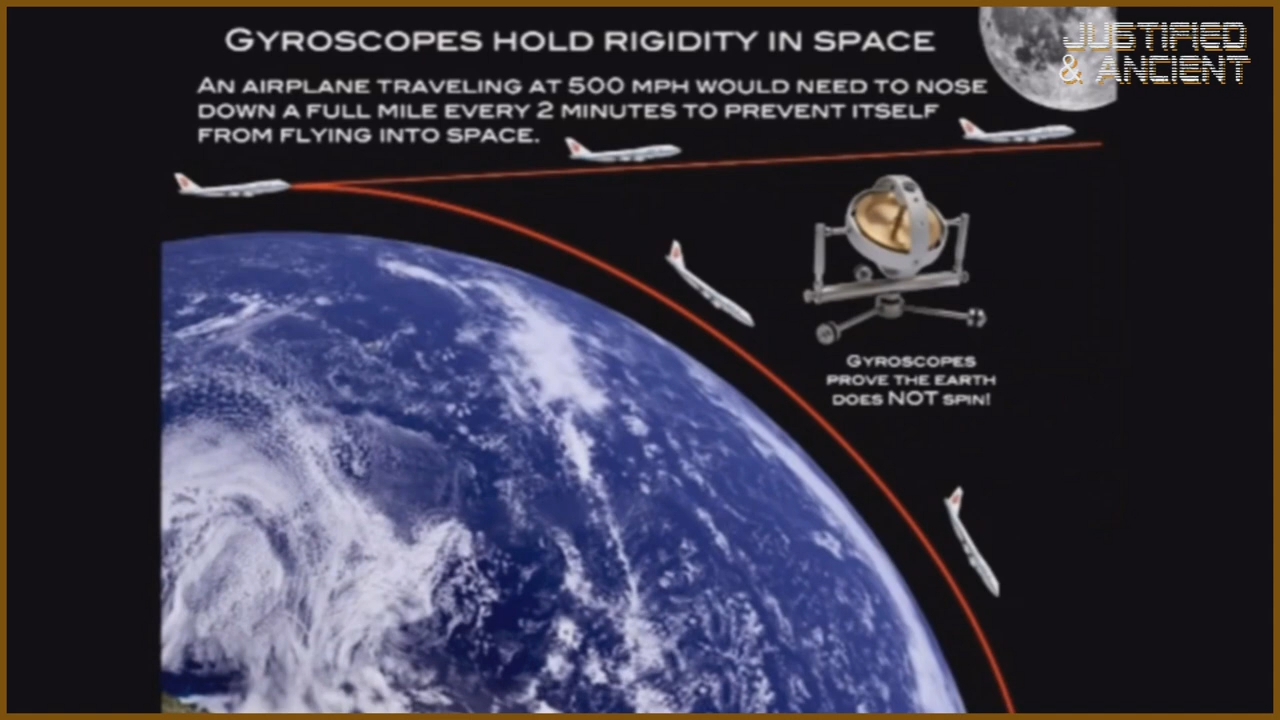 GYROSCOPES HOLD RIGIDITY IN SPACE
JUSTIFIED
& ANCIENT
AN AIRPLANE TRAVELING AT 500 MPH WOULD NEED TO NOSE
DOWN A FULL MILE EVERY 2 MINUTES TO PREVENT ITSELF
FROM FLYING INTO SPACE.
GYROSCOPES
PROVE THE EARTH
DOES NOT SPIN!